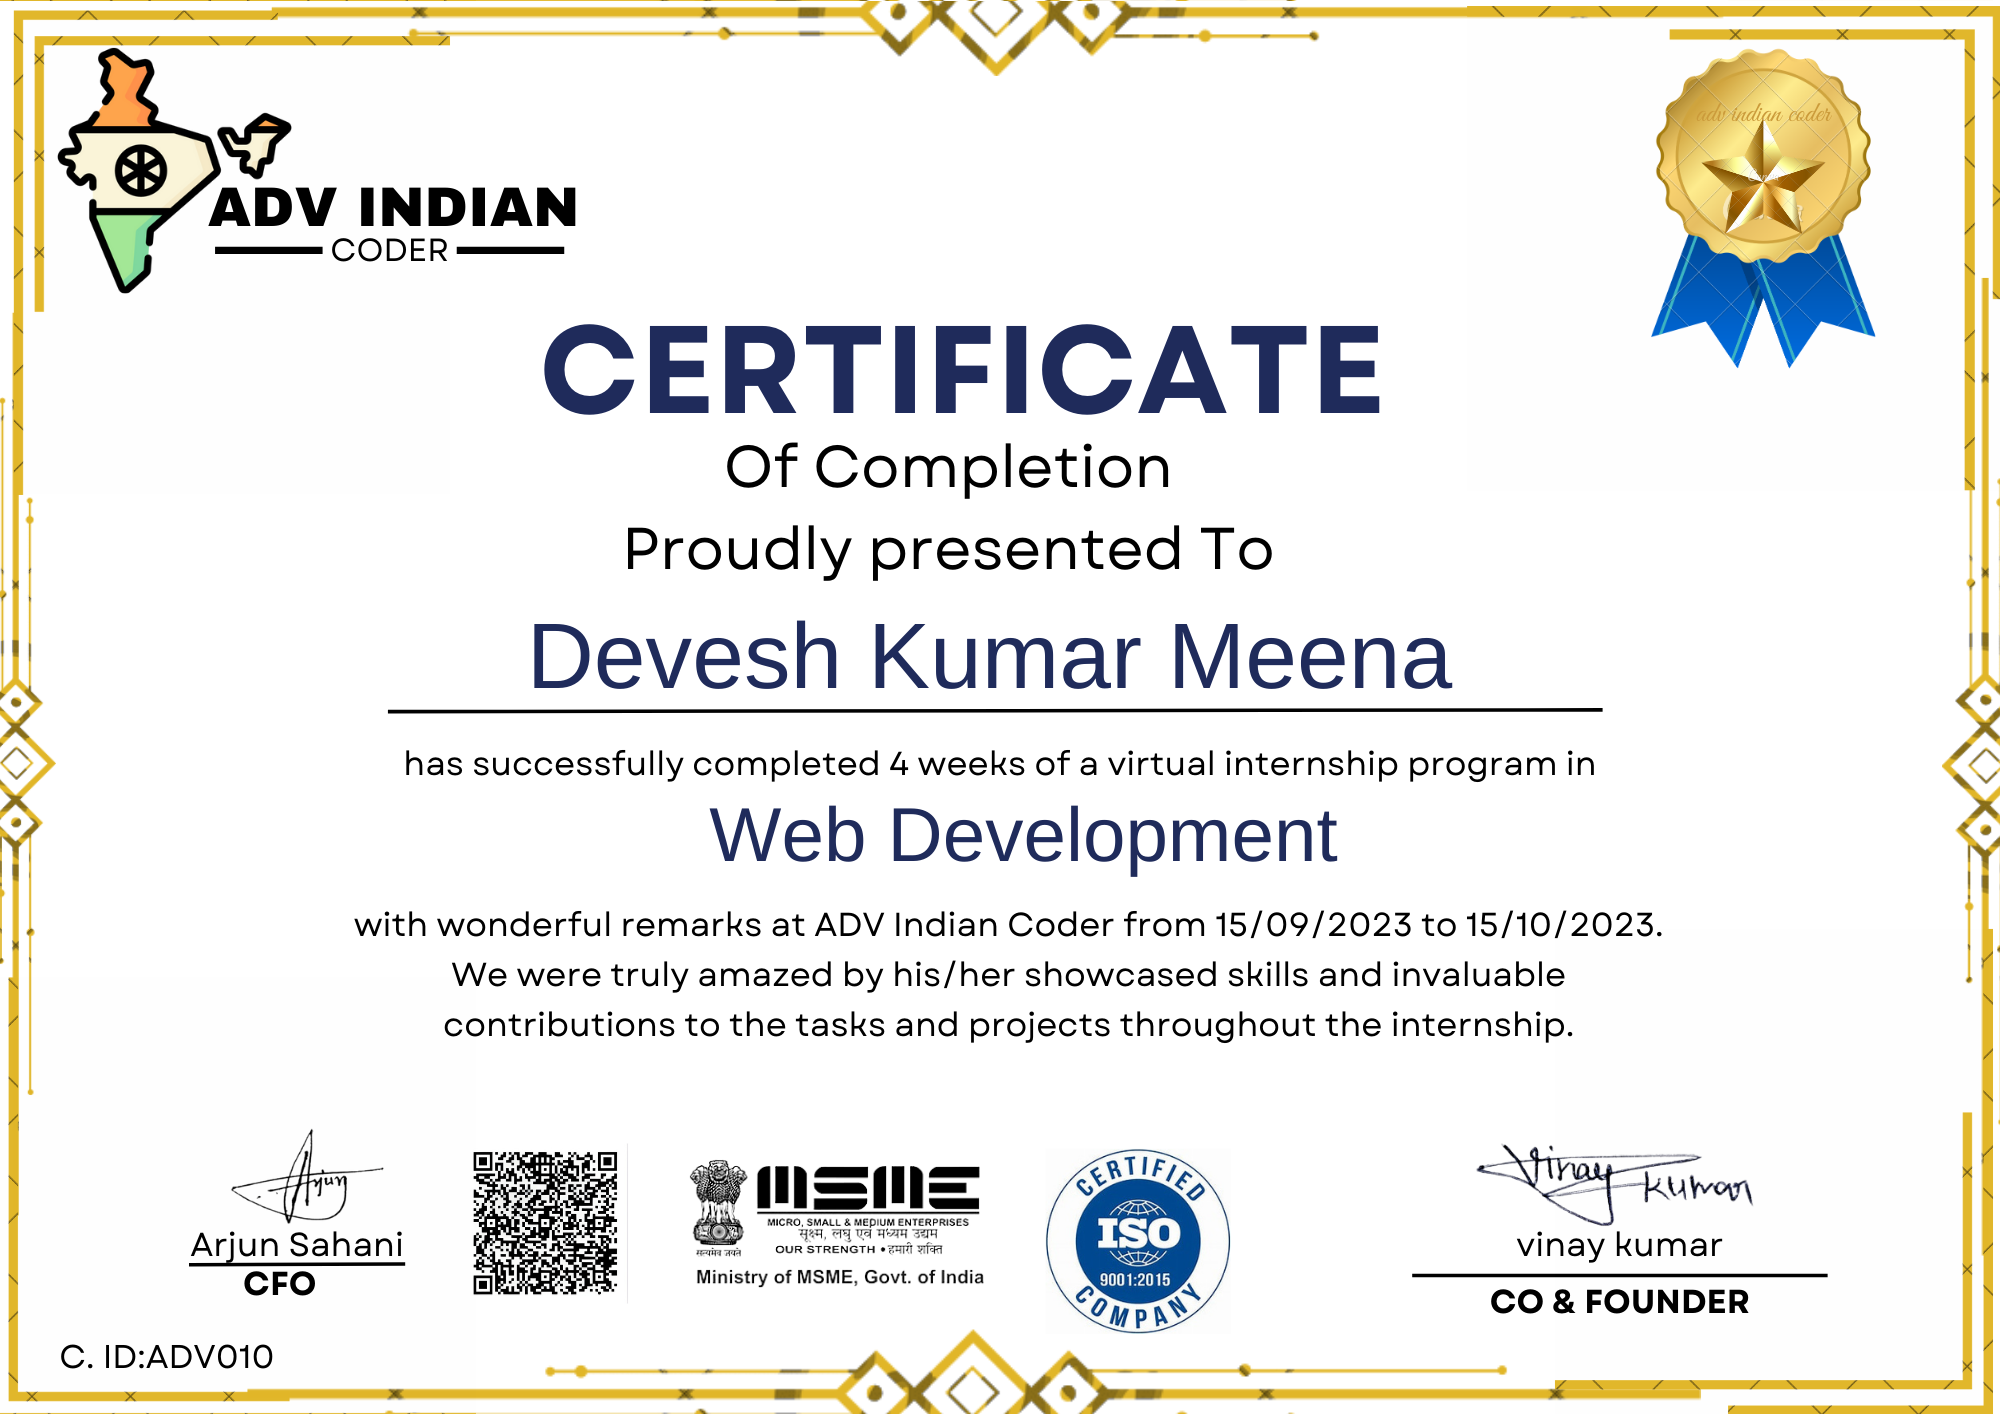 adv indian coder
ADV INDIAN
CODER
CERTIFICATE
Of Completion
Proudly presented To
Devesh Kumar Meena
has successfully completed 4 weeks of a virtual internship program in
Web Development
with wonderful remarks at ADV Indian Coder from 15/09/2023 to 15/10/2023.
We were truly amazed by his/her showcased skills and invaluable
contributions to the tasks and projects throughout the internship.
Arjun
Arjun Sahani
CFO
सत्यमेव जयते
MSME
MICRO, SMALL & MEDIUM ENTERPRISES
सूक्ष्म, लघु एवं मध्यम उद्यम
OUR STRENGTH • हमारी शक्ति
Ministry of MSME, Govt. of India
CERTIFIED
ISO
9001:2015
COMPANY
Vinay Kumar
vinay kumar
CO & FOUNDER
C. ID:ADV010